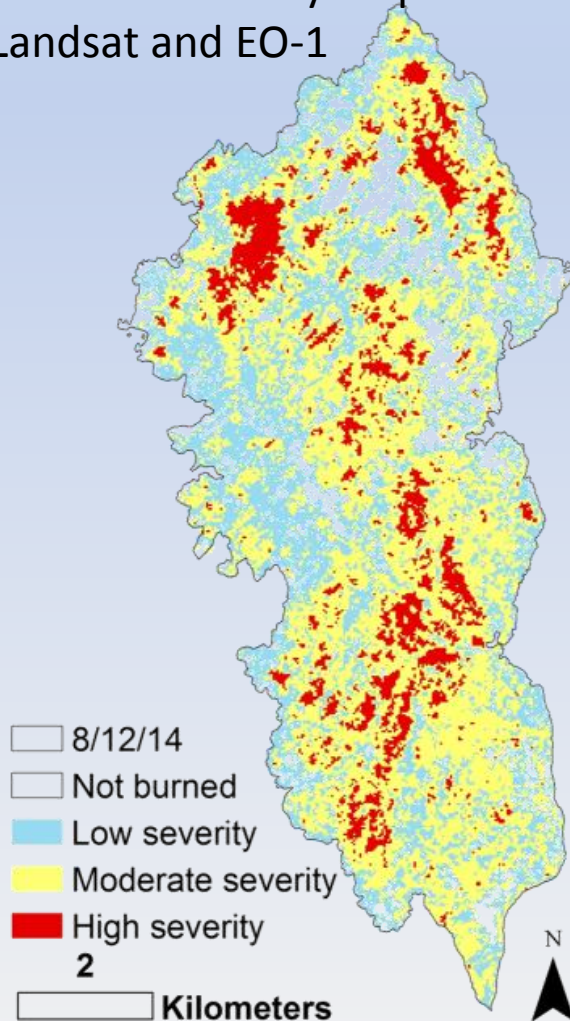 Landsat and EO-1
8/12/14
Not burned
Low severity
Moderate severity
High severity
2
Kilometers
N